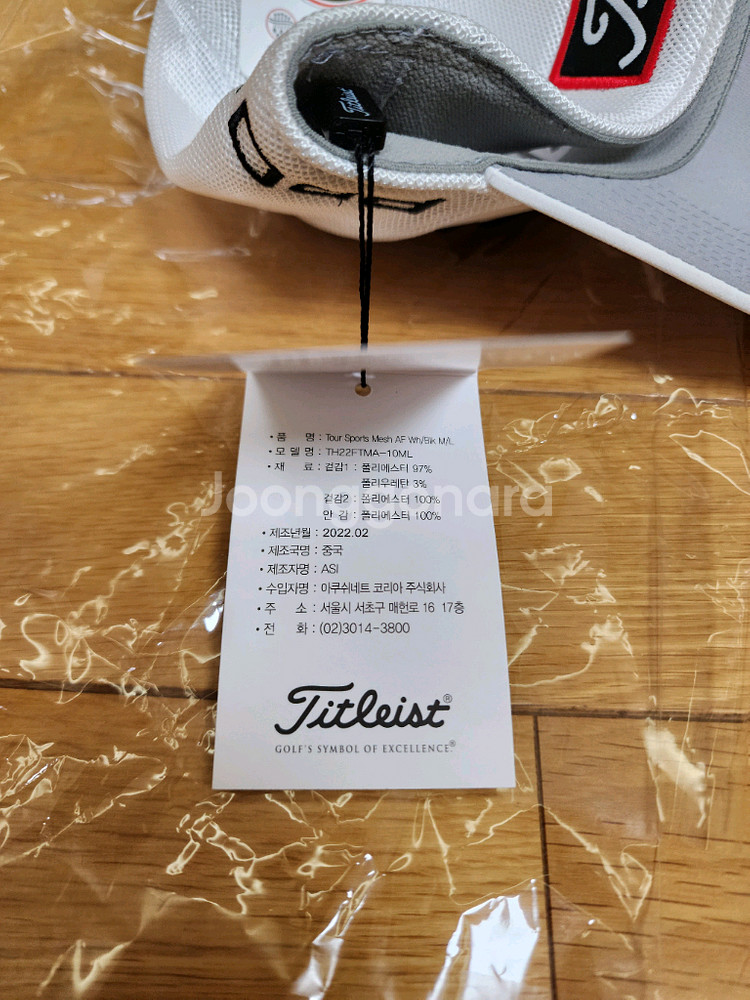 Titleist
· 품 명 : Tour Sports Mesh AF Wh/Blk M/L
· 모 델 명 : TH22FTMA-10ML
· 재 료 : 겉감1 : 폴리에스터 97%
폴리우레탄 3%
겉감2 : 폴리에스터 100%
안 감 : 폴리에스터 100%
Joonggonara
· 제조년월 : 2022.02
· 제조국명 : 중국
· 제조자명 : ASI
· 수입자명 : 아쿠쉬네트 코리아 주식회사
· 주 소 : 서울시 서초구 매헌로 16 17층
· 전 화 : (02)3014-3800
Titleist®
GOLF'S SYMBOL OF EXCELLENCE.®